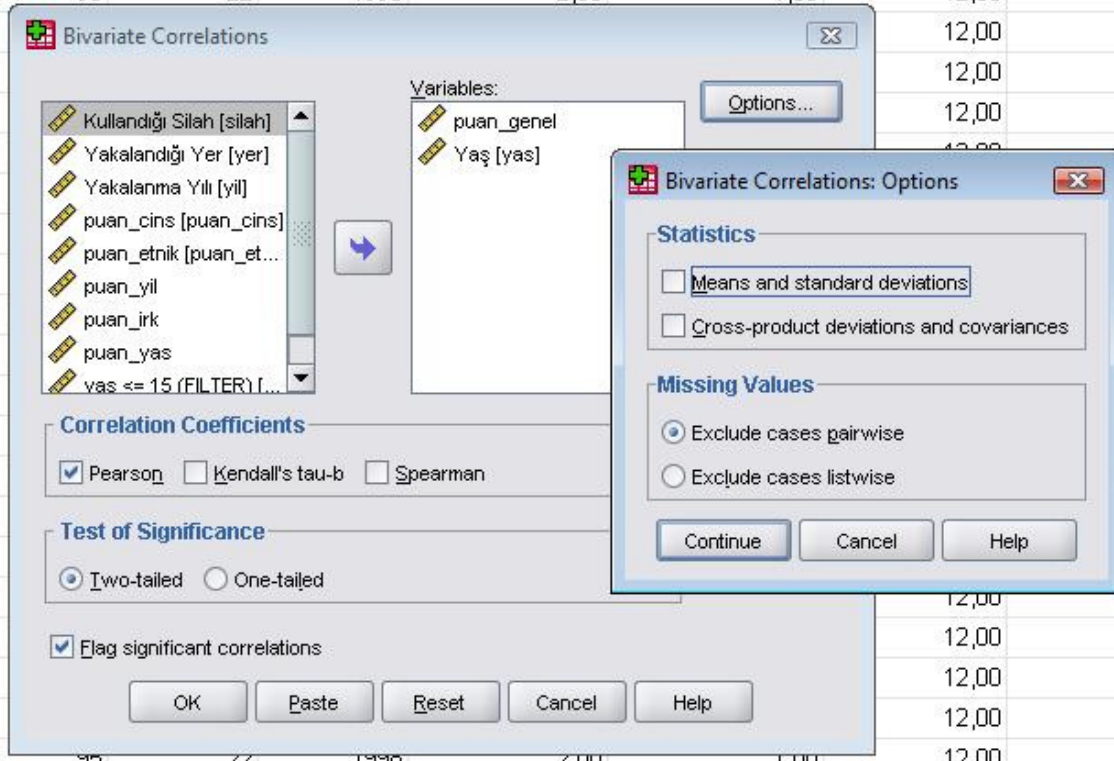 Bivariate Correlations
Variables:
Kullandığı Silah [silah]
Yakalandığı Yer [yer]
Yakalanma Yılı [yil]
puan_cins [puan_cins]
puan_etnik [puan_et...
puan_yil
puan_irk
puan_yas
yas <= 15 (FILTER) [...
puan_genel
Yaş [yas]
Options...
Correlation Coefficients
Pearson Kendall's tau-b Spearman
Test of Significance
Two-tailed One-tailed
Flag significant correlations
OK Paste Reset Cancel Help
Bivariate Correlations: Options
Statistics
Means and standard deviations
Cross-product deviations and covariances
Missing Values
Exclude cases pairwise
Exclude cases listwise
Continue Cancel Help
12,00
12,00
12,00
12,00
12,00
12,00
12,00
12,00
12,00